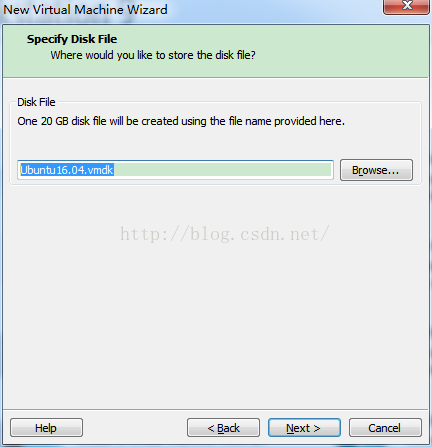 New Virtual Machine Wizard
Specify Disk File
Where would you like to store the disk file?
Disk File
One 20 GB disk file will be created using the file name provided here.
Ubuntu16.04.vmdk
Browse...
http://blog.csdn.net/
Help
< Back
Next >
Cancel